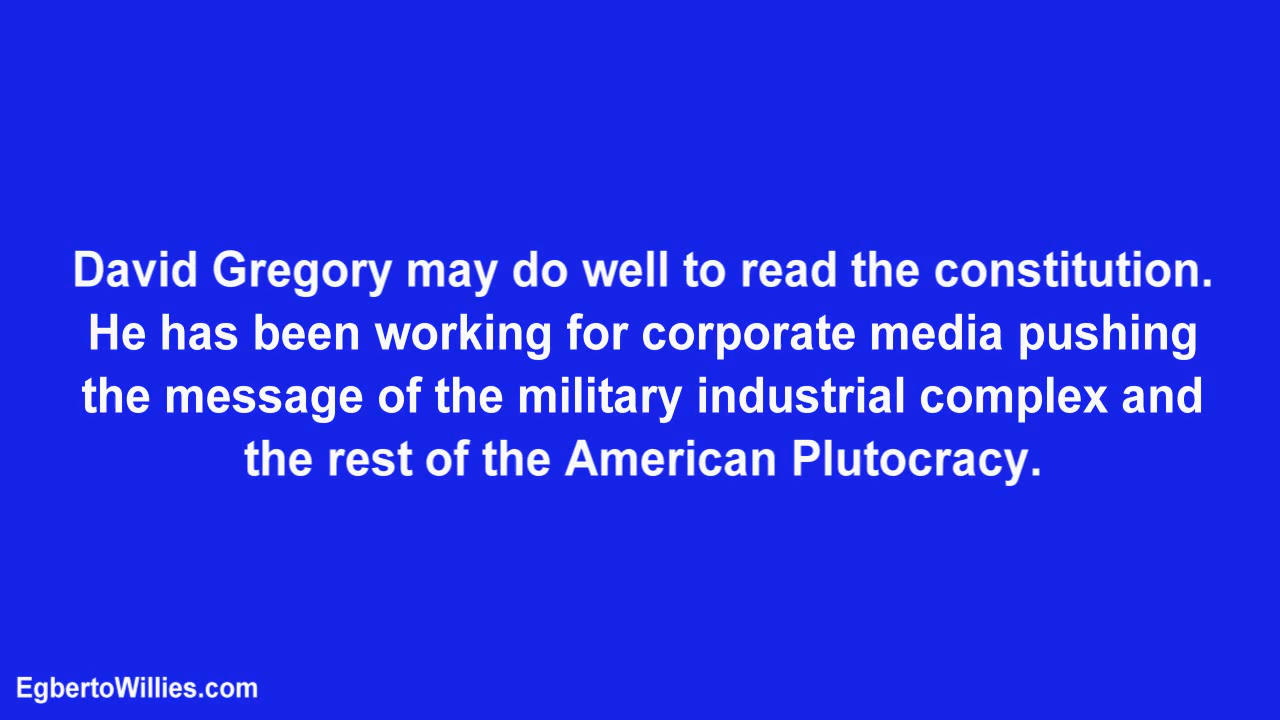 David Gregory may do well to read the constitution.
He has been working for corporate media pushing
the message of the military industrial complex and
the rest of the American Plutocracy.
EgbertoWillies.com